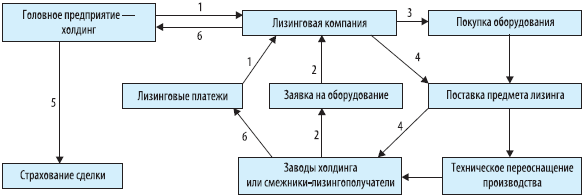 Головное предприятие —
холдинг
1
6
Лизинговая компания
3
Покупка оборудования
5
1
2
4
Лизинговые платежи
Заявка на оборудование
Поставка предмета лизинга
6
2
4
Страхование сделки
Заводы холдинга
или смежники-лизингополучатели
Техническое переоснащение
производства